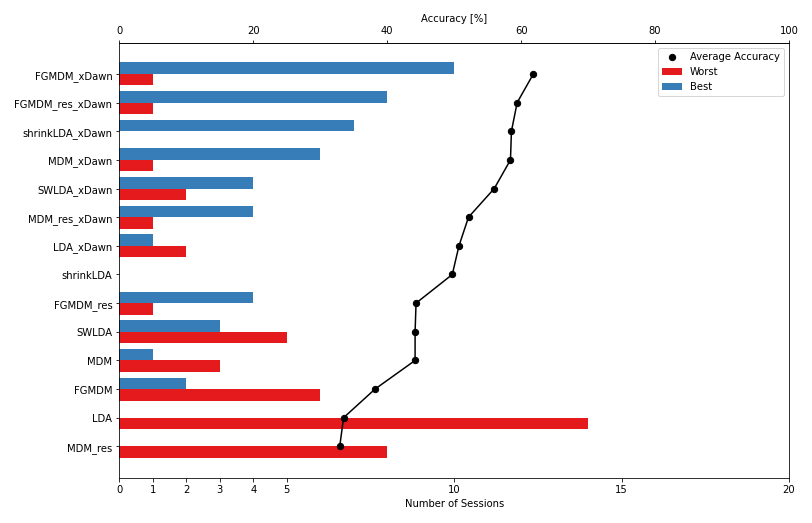 Accuracy [%]
0 20 40 60 80 100
Average Accuracy
Worst
Best
FGMDM_xDawn
FGMDM_res_xDawn
shrinkLDA_xDawn
MDM_xDawn
SWLDA_xDawn
MDM_res_xDawn
LDA_xDawn
shrinkLDA
FGMDM_res
SWLDA
MDM
FGMDM
LDA
MDM_res
0 1 2 3 4 5 10 15 20
Number of Sessions